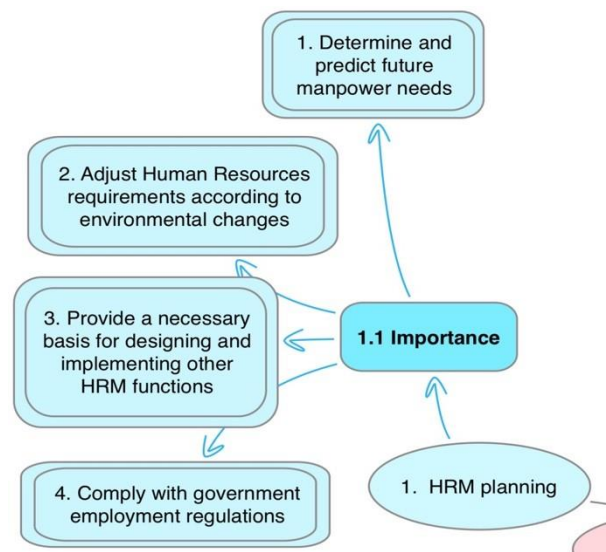 1. Determine and
predict future
manpower needs
2. Adjust Human Resources
requirements according to
environmental changes
3. Provide a necessary
basis for designing and
implementing other
HRM functions
1.1 Importance
4. Comply with government
employment regulations
1. HRM planning